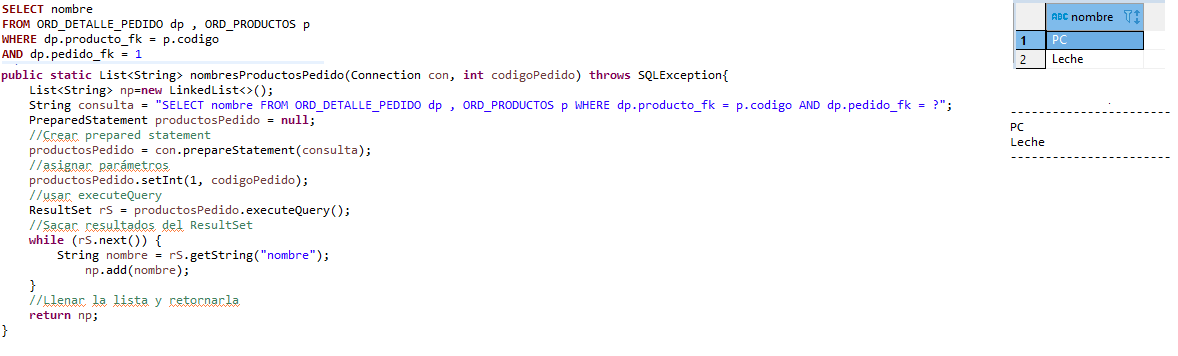 SELECT nombre
FROM ORD_DETALLE_PEDIDO dp , ORD_PRODUCTOS p
WHERE dp.producto_fk = p.codigo
AND dp.pedido_fk = 1
public static List<String> nombresProductosPedido(Connection con, int codigoPedido) throws SQLException{
List<String> np=new LinkedList<>();
String consulta = "SELECT nombre FROM ORD_DETALLE_PEDIDO dp , ORD_PRODUCTOS p WHERE dp.producto_fk = p.codigo AND dp.pedido_fk = ?";
PreparedStatement productosPedido = null;
//Crear prepared statement
productosPedido = con.prepareStatement(consulta);
//asignar parámetros
productosPedido.setInt(1, codigoPedido);
//usar executeQuery
ResultSet rS = productosPedido.executeQuery();
//Sacar resultados del ResultSet
while (rS.next()) {
String nombre = rS.getString("nombre");
np.add(nombre);
}
//Llenar la lista y retornarla
return np;
}
ABC nombre
1 PC
2 Leche
-----------------------
PC
Leche
-----------------------